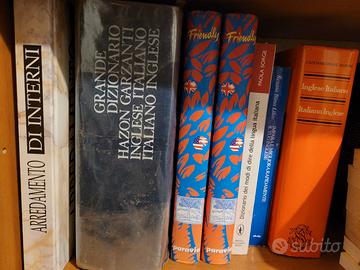 ARREDAMENTO
DI INTERNI
GRANDE
DIZIONARIO
HAZON GARZANTI
INGLESE ITALIANO
ITALIANO INGLESE
Friendly
paravia
Friendly
paravia
PAOLA SORGE
Dizionario dei modi di dire della lingua italiana
Inglese Italiano
Italiano Inglese
subito